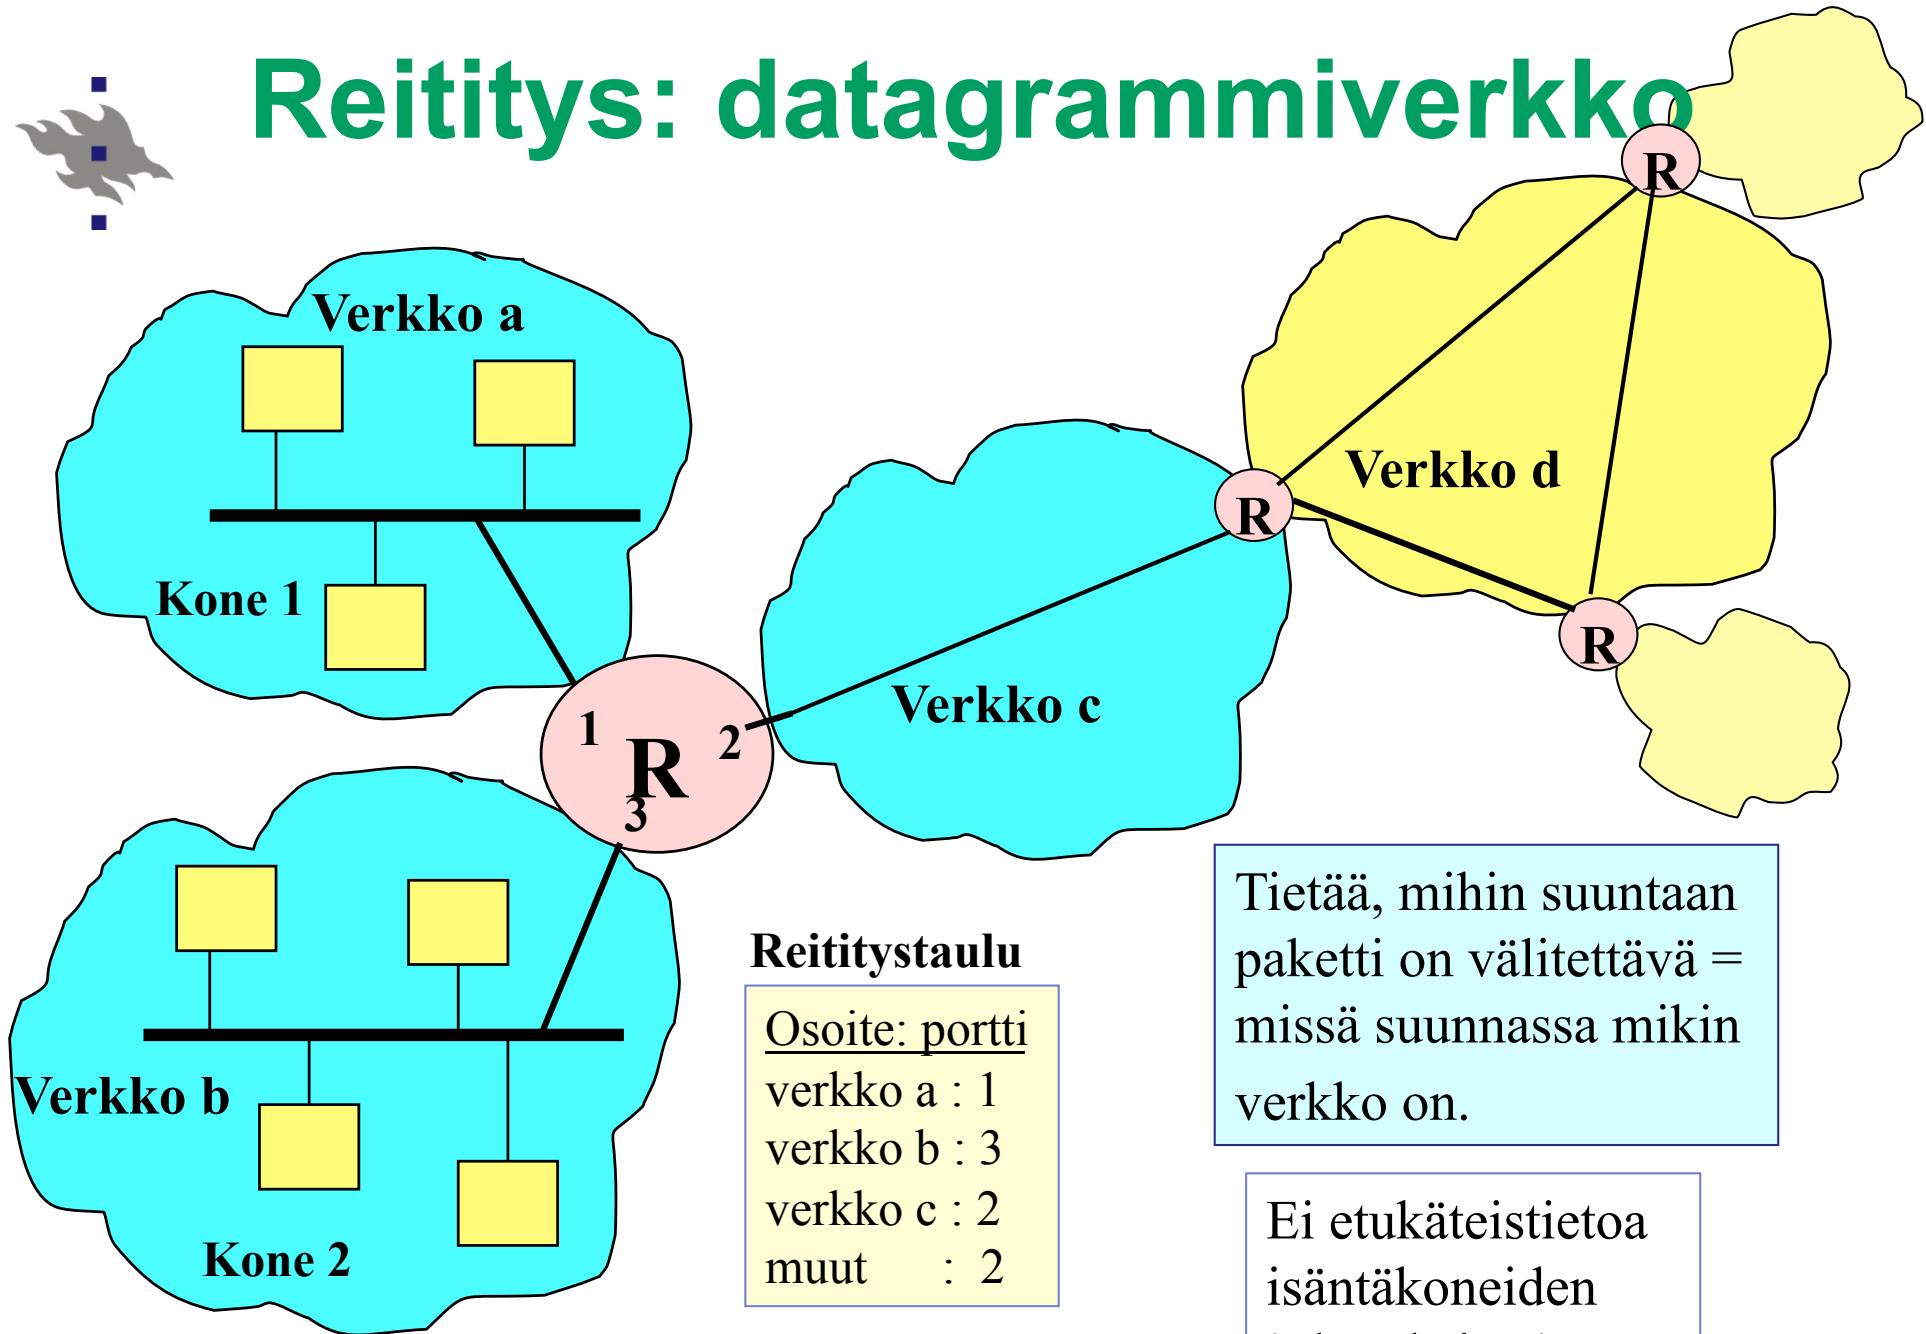 Reititys: datagrammiverkko
R
Verkko a
Verkko d
R
Kone 1
R
Verkko c
1
R
2
3
Verkko b
Kone 2
Reititystaulu
Osoite: portti
verkko a : 1
verkko b : 3
verkko c : 2
muut : 2
Tietää, mihin suuntaan
paketti on välitettävä =
missä suunnassa mikin
verkko on.
Ei etukäteistietoa
isäntäkoneiden